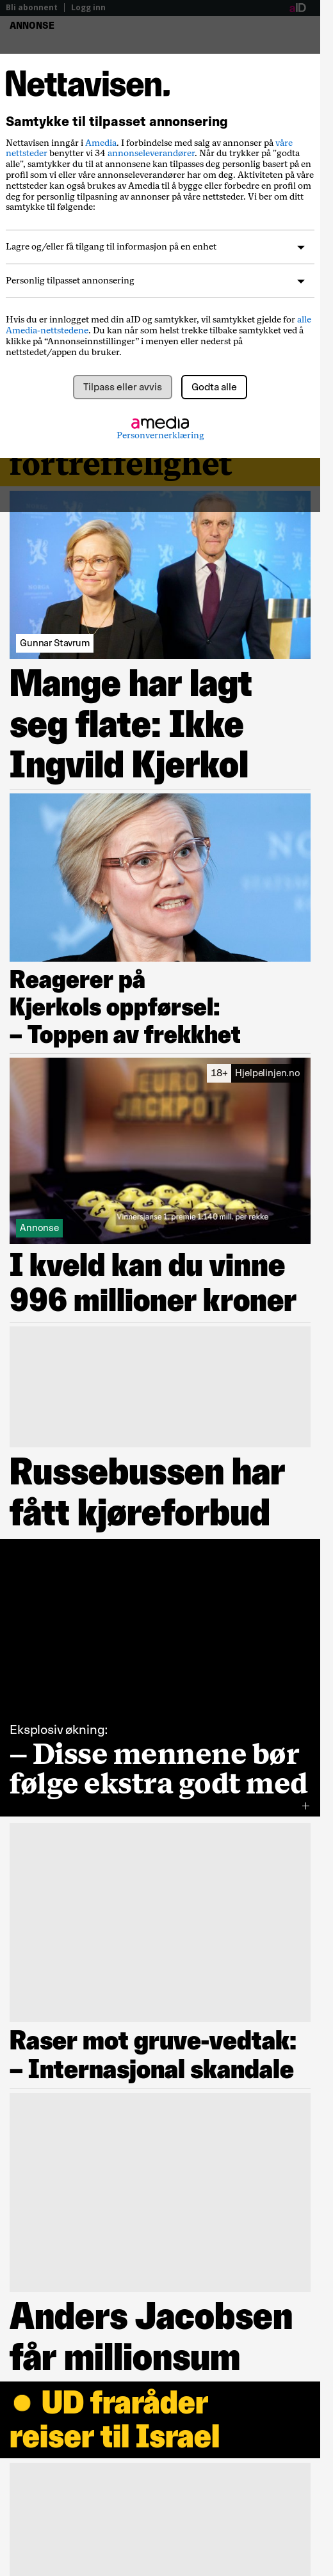 Bli abonnent | Logg inn aID
ANNONSE
Nettavisen.
Samtykke til tilpasset annonsering
Nettavisen inngår i Amedia. I forbindelse med salg av annonser på våre
nettsteder benytter vi 34 annonseleverandører. Når du trykker på "godta
alle", samtykker du til at annonsene kan tilpasses deg personlig basert på en
profil som vi eller våre annonseleverandører har om deg. Aktiviteten på våre
nettsteder kan også brukes av Amedia til å bygge eller forbedre en profil om
deg for personlig tilpasning av annonser på våre nettsteder. Vi ber om ditt
samtykke til følgende:
Lagre og/eller få tilgang til informasjon på en enhet
Personlig tilpasset annonsering
Hvis du er innlogget med din aID og samtykker, vil samtykket gjelde for alle
Amedia-nettstedene. Du kan når som helst trekke tilbake samtykket ved å
klikke på “Annonseinnstillinger” i menyen eller nederst på
nettstedet/appen du bruker.
Tilpass eller avvis Godta alle
amedia
Personvernerklæring
fortreffelighet
Gunnar Stavrum
Mange har lagt
seg flate: Ikke
Ingvild Kjerkol
Reagerer på
Kjerkols oppførsel:
– Toppen av frekkhet
18+ Hjelpelinjen.no
JACKPOT
Vinnersjanse 1. premie 1:140 mill. per rekke
Annonse
I kveld kan du vinne
996 millioner kroner
Russebussen har
fått kjøreforbud
Eksplosiv økning:
– Disse mennene bør
følge ekstra godt med
+
Raser mot gruve-vedtak:
– Internasjonal skandale
Anders Jacobsen
får millionsum
● UD fraråder
reiser til Israel